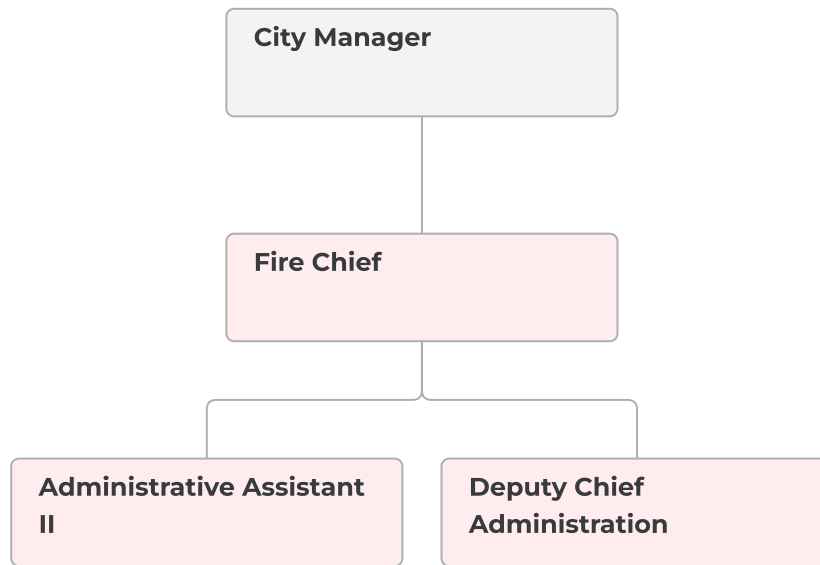 City Manager
Fire Chief
Administrative Assistant
II
Deputy Chief
Administration